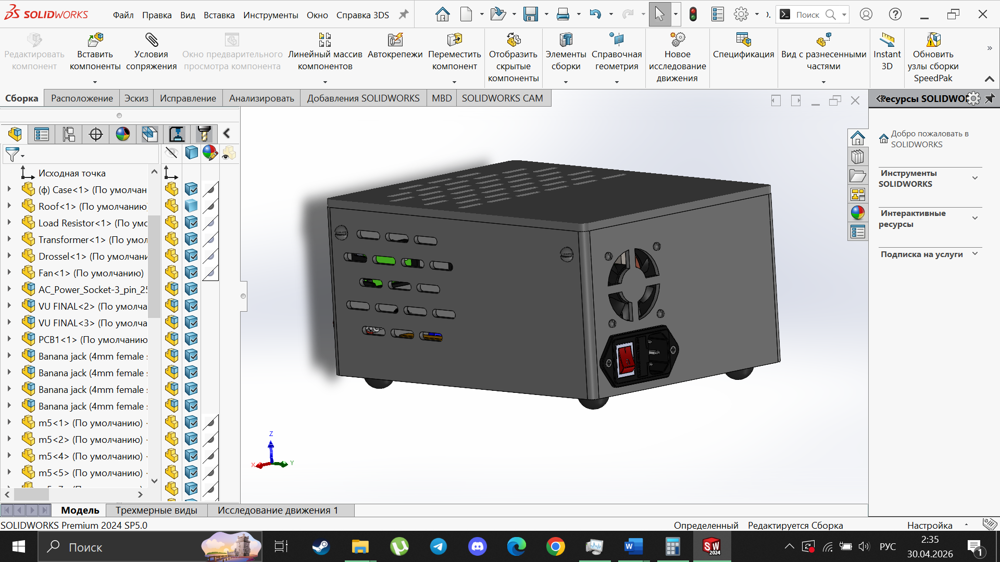 SOLIDWORKS
Файл Правка Вид Вставка Инструменты Окно Справка 3DS
Поиск
Редактировать компонент
Вставить компоненты
Условия сопряжения
Окно предварительного просмотра компонента
Линейный массив компонентов
Автокрепежи
Переместить компонент
Отобразить скрытые компоненты
Элементы сборки
Справочная геометрия
Новое исследование движения
Спецификация
Вид с разнесенными частями
Instant 3D
Обновить узлы сборки SpeedPak
Сборка Расположение Эскиз Исправление Анализировать Добавления SOLIDWORKS MBD SOLIDWORKS CAM
Исходная точка
(ф) Case<1> (По умолчан
Roof<1> (По умолчанию)
Load Resistor<1> (По умо
Transformer<1> (По умол
Drossel<1> (По умолчани
Fan<1> (По умолчанию)
AC_Power_Socket-3_pin_25
VU FINAL<2> (По умолча
VU FINAL<3> (По умолча
PCB1<1> (По умолчанию
Banana jack (4mm female
Banana jack (4mm female
Banana jack (4mm female
Banana jack (4mm female
m5<1> (По умолчанию)
m5<2> (По умолчанию)
m5<4> (По умолчанию)
m5<5> (По умолчанию)
Z
X
Y
есурсы SOLIDWO
Добро пожаловать в
SOLIDWORKS
Инструменты
SOLIDWORKS
Интерактивные
ресурсы
Подписка на услуги
Модель Трехмерные виды Исследование движения 1
SOLIDWORKS Premium 2024 SP5.0
Определенный Редактируется Сборка Настройка
Поиск
SW
2024
РУС
2:35
30.04.2026
1